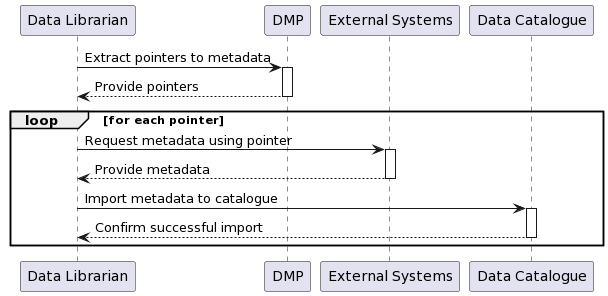 Data Librarian DMP External Systems Data Catalogue
Extract pointers to metadata
Provide pointers
loop [for each pointer]
Request metadata using pointer
Provide metadata
Import metadata to catalogue
Confirm successful import
Data Librarian DMP External Systems Data Catalogue